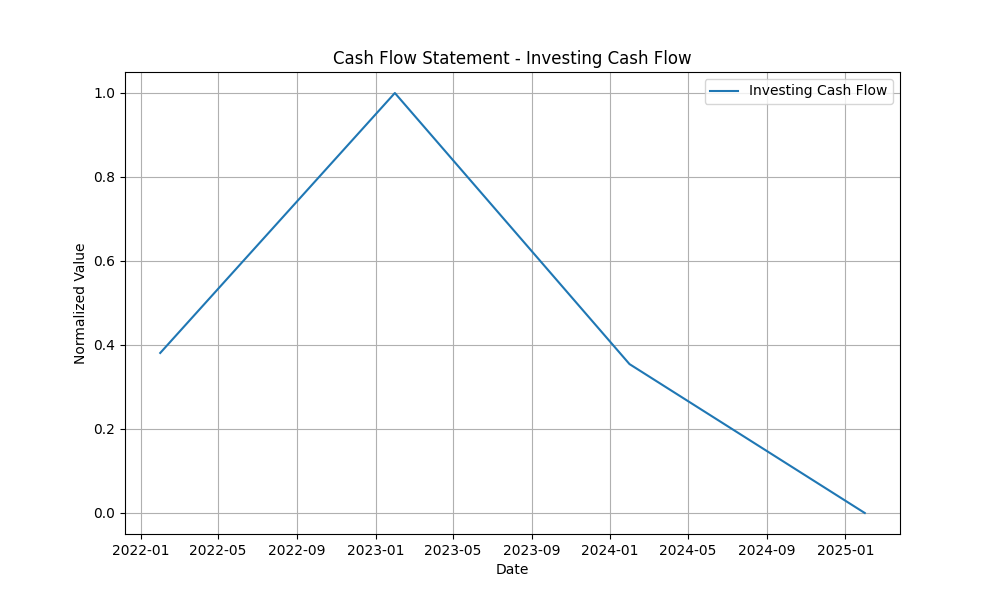 Cash Flow Statement - Investing Cash Flow
Investing Cash Flow
Normalized Value
1.0
0.8
0.6
0.4
0.2
0.0
2022-01 2022-05 2022-09 2023-01 2023-05 2023-09 2024-01 2024-05 2024-09 2025-01
Date